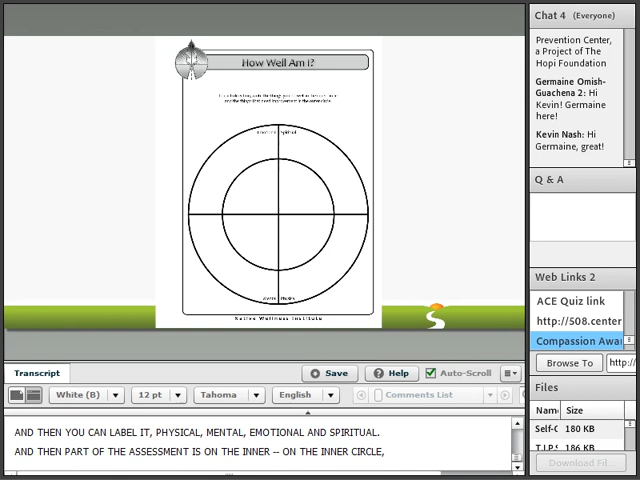 Chat 4 (Everyone)
Prevention Center,
a Project of The
Hopi Foundation
Germaine Omish-
Guachena 2: Hi
Kevin! Germaine
here!
Kevin Nash: Hi
Germaine, great!
Q & A
Web Links 2
ACE Quiz link
http://508.center
Compassion Awa
Browse To
http:/
Files
Name
Size
Self-C
180 KB
T.I.P.S
186 KB
Download Fil...
How Well Am I?
Emotional
Spiritual
Mental
Physical
Native Wellness Institute
Transcript
Save
Help
Auto-Scroll
White (B)
12 pt
Tahoma
English
Comments List
AND THEN YOU CAN LABEL IT, PHYSICAL, MENTAL, EMOTIONAL AND SPIRITUAL.
AND THEN PART OF THE ASSESSMENT IS ON THE INNER -- ON THE INNER CIRCLE,